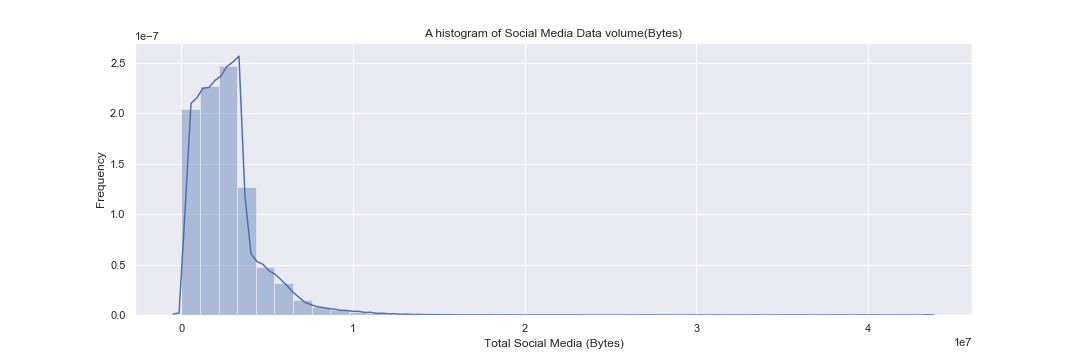 A histogram of Social Media Data volume(Bytes)
1e−7
2.5
2.0
1.5
1.0
0.5
0.0
Frequency
0 1 2 3 4
1e7
Total Social Media (Bytes)